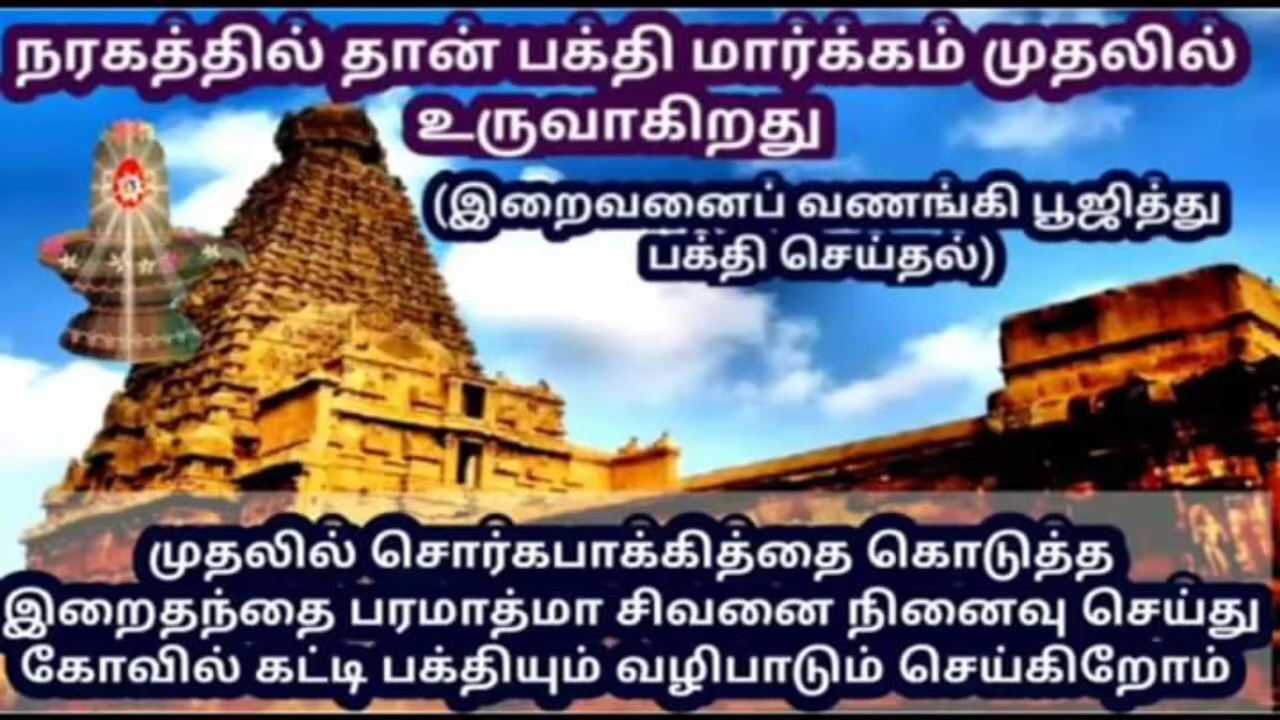 நரகத்தில் தான் பக்தி மார்க்கம் முதலில்
உருவாகிறது
(இறைவனைப் வணங்கி பூஜித்து
பக்தி செய்தல்)
முதலில் சொர்கபாக்கித்தை கொடுத்த
இறைதந்தை பரமாத்மா சிவனை நினைவு செய்து
கோவில் கட்டி பக்தியும் வழிபாடும் செய்கிறோம்